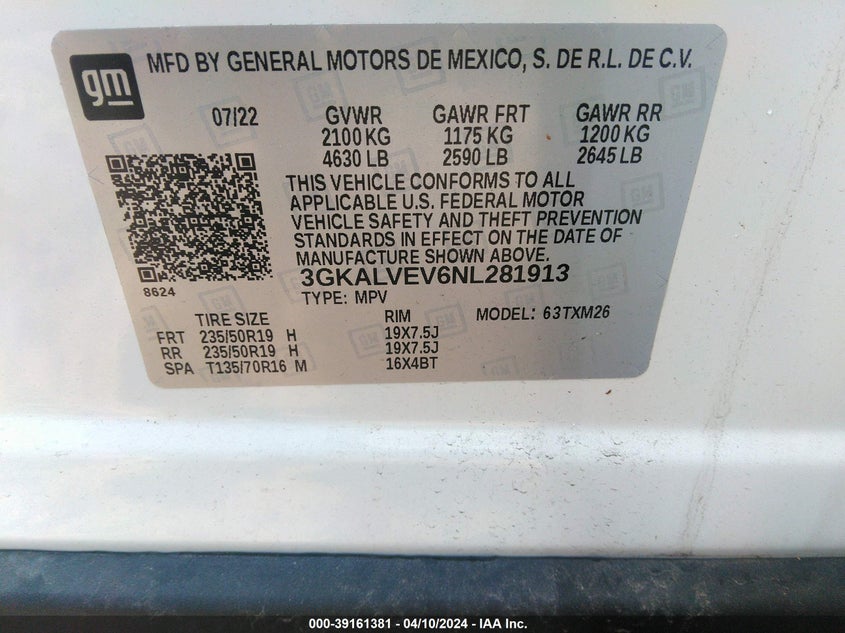 gm
MFD BY GENERAL MOTORS DE MEXICO, S. DE R.L. DE C.V.
07/22 GVWR GAWR FRT GAWR RR
2100 KG 1175 KG 1200 KG
4630 LB 2590 LB 2645 LB
THIS VEHICLE CONFORMS TO ALL
APPLICABLE U.S. FEDERAL MOTOR
VEHICLE SAFETY AND THEFT PREVENTION
STANDARDS IN EFFECT ON THE DATE OF
MANUFACTURE SHOWN ABOVE.
8624
3GKALVEV6NL281913
TYPE: MPV
TIRE SIZE RIM MODEL: 63TXM26
FRT 235/50R19 H 19X7.5J
RR 235/50R19 H 19X7.5J
SPA T135/70R16 M 16X4BT
000-39161381 - 04/10/2024 - IAA Inc.